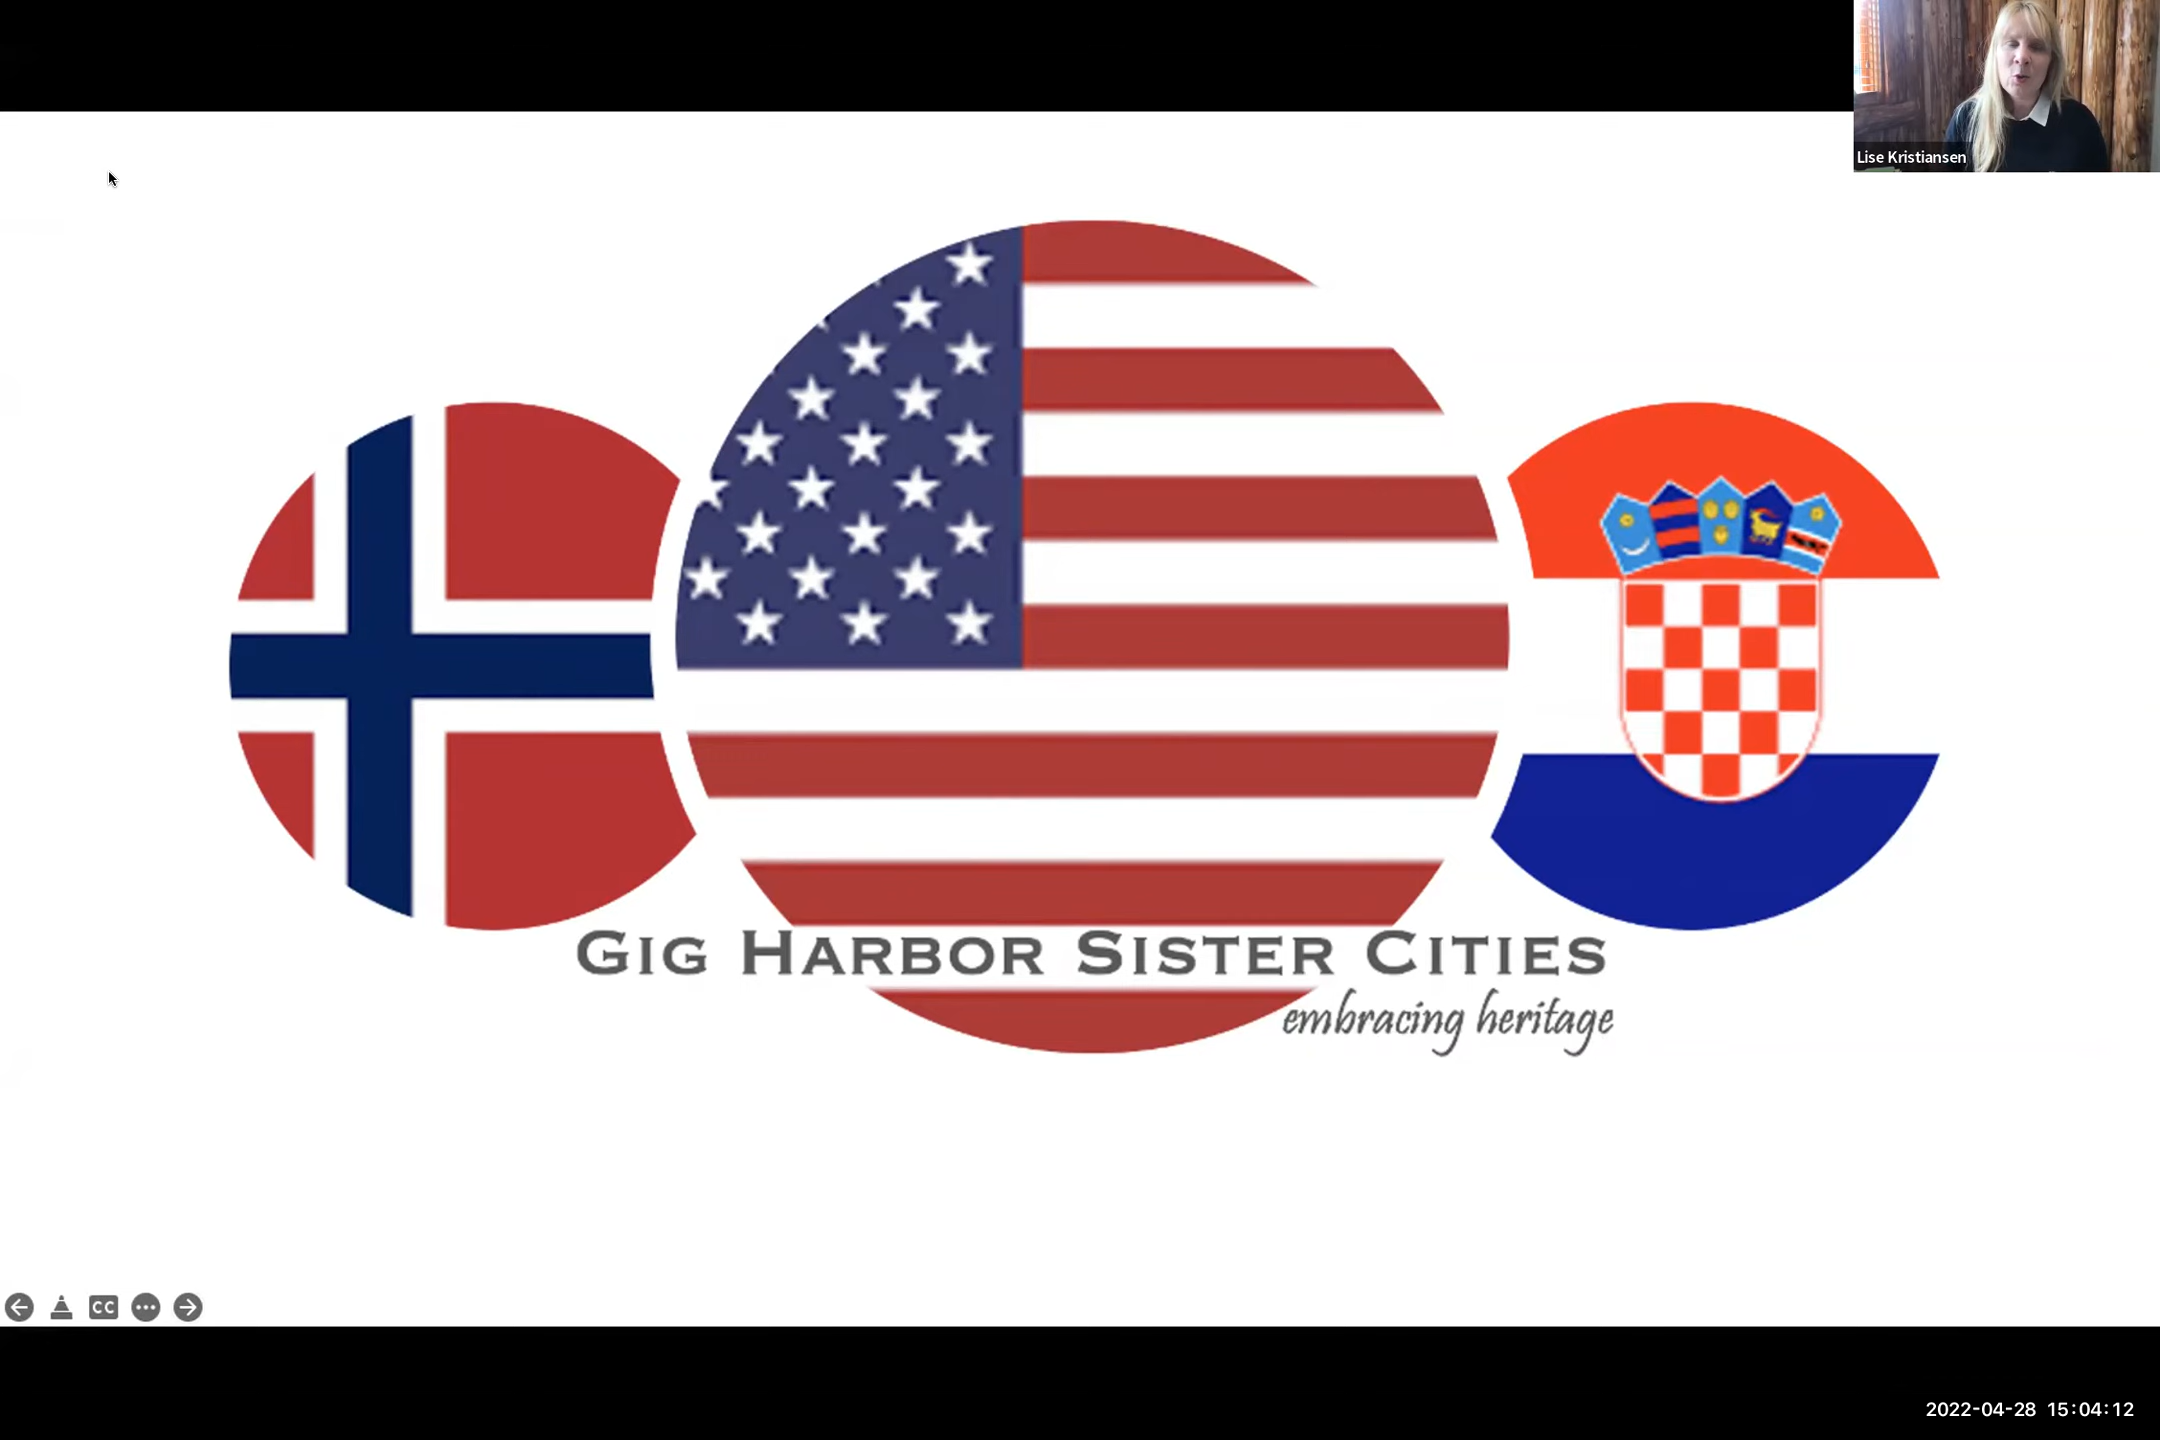 Lise Kristiansen
GIG HARBOR SISTER CITIES
embracing heritage
CC
2022-04-28 15:04:12